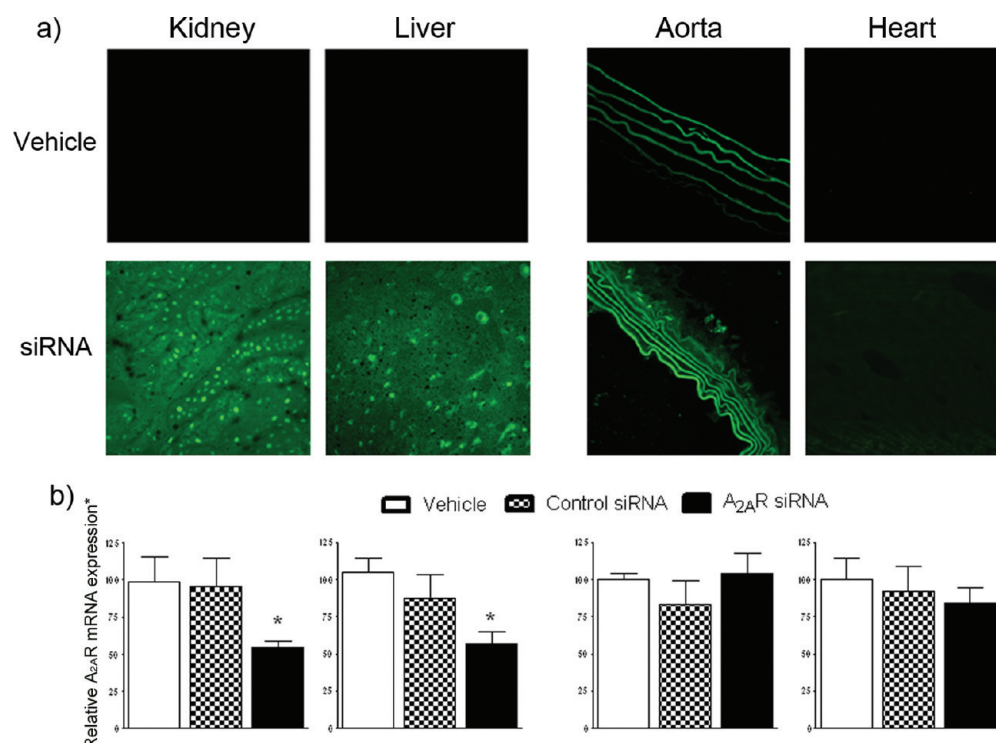 a) Kidney Liver Aorta Heart
Vehicle
siRNA
b) Vehicle Control siRNA A2AR siRNA
Relative A2AR mRNA expression*
125 125 125 125
100 100 100 100
75 75 75 75
* *
50 50 50 50
25 25 25 25
0 0 0 0